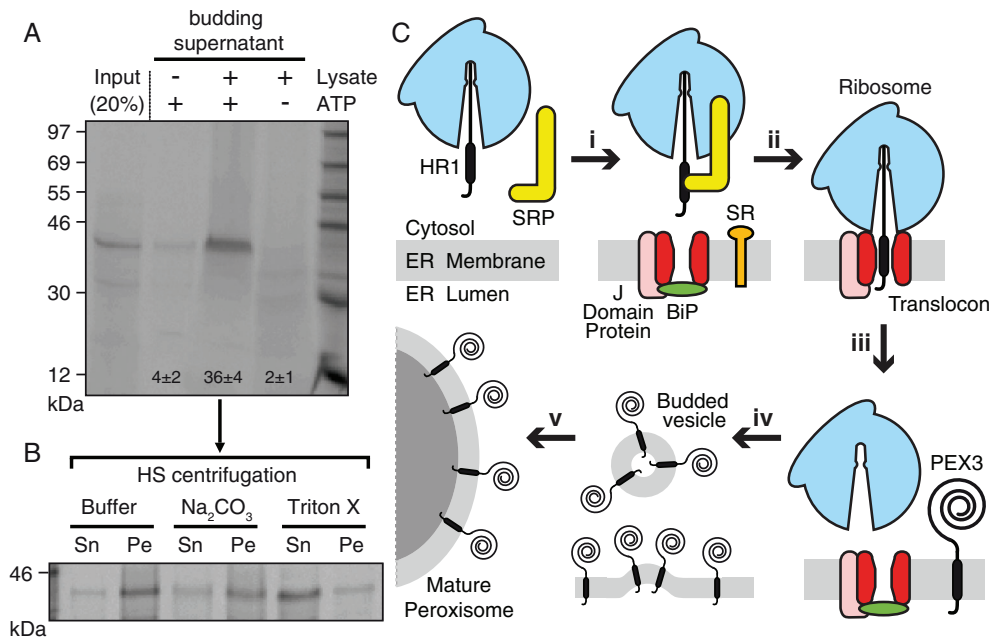 A
budding
supernatant
Input - + + Lysate
(20%) + + - ATP
97
69
55
46
30
12
kDa
4±2 36±4 2±1
B
HS centrifugation
Buffer Na₂CO₃ Triton X
Sn Pe Sn Pe Sn Pe
46
kDa
C
HR1
SRP
i
ii
Ribosome
Cytosol
ER Membrane
ER Lumen
SR
J
Domain
Protein
BiP
Translocon
iii
PEX3
iv
Budded
vesicle
v
Mature
Peroxisome